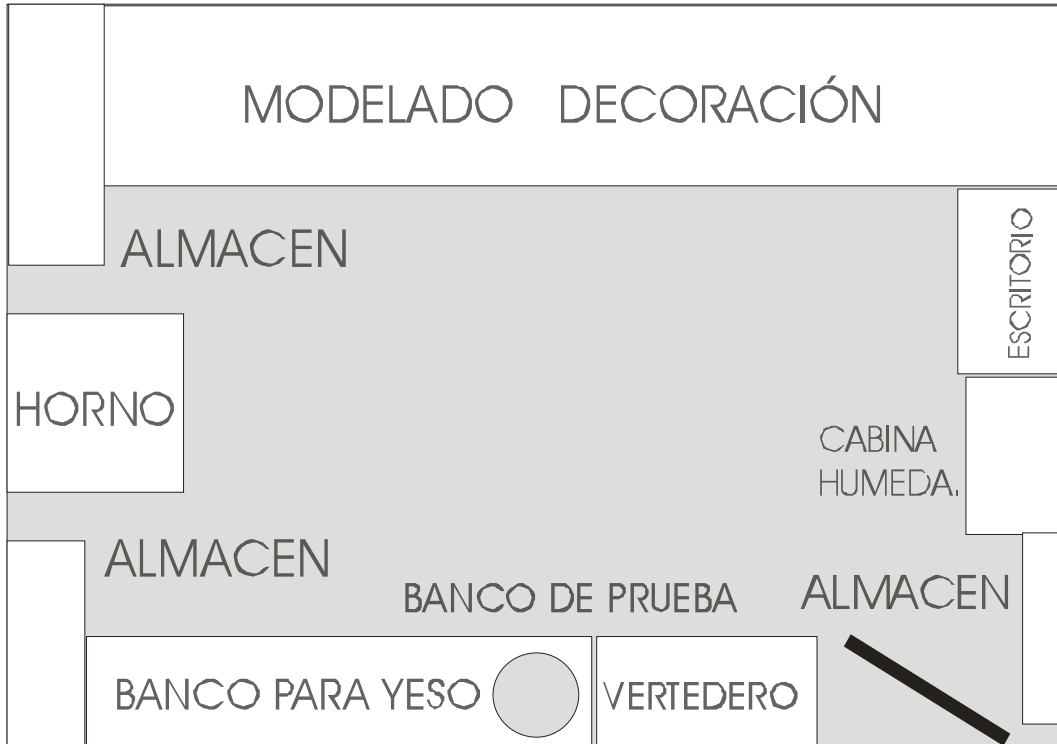 MODELADO DECORACIÓN
ALMACEN
ESCRITORIO
HORNO
CABINA
HUMEDA.
ALMACEN
BANCO DE PRUEBA
ALMACEN
BANCO PARA YESO
VERTEDERO